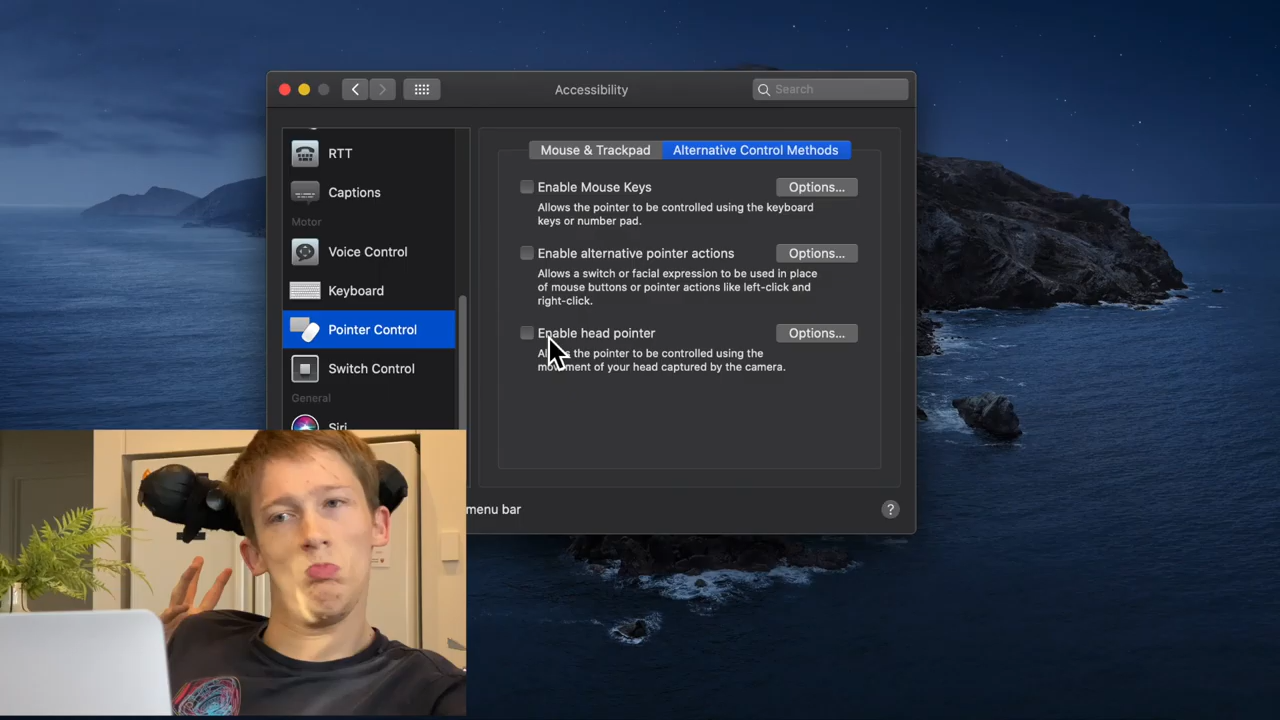 Accessibility
Search
RTT
Captions
Motor
Voice Control
Keyboard
Pointer Control
Switch Control
General
Siri
Mouse & Trackpad
Alternative Control Methods
Enable Mouse Keys
Options...
Allows the pointer to be controlled using the keyboard
keys or number pad.
Enable alternative pointer actions
Options...
Allows a switch or facial expression to be used in place
of mouse buttons or pointer actions like left-click and
right-click.
Enable head pointer
Options...
the pointer to be controlled using the
of your head captured by the camera.
menu bar
?